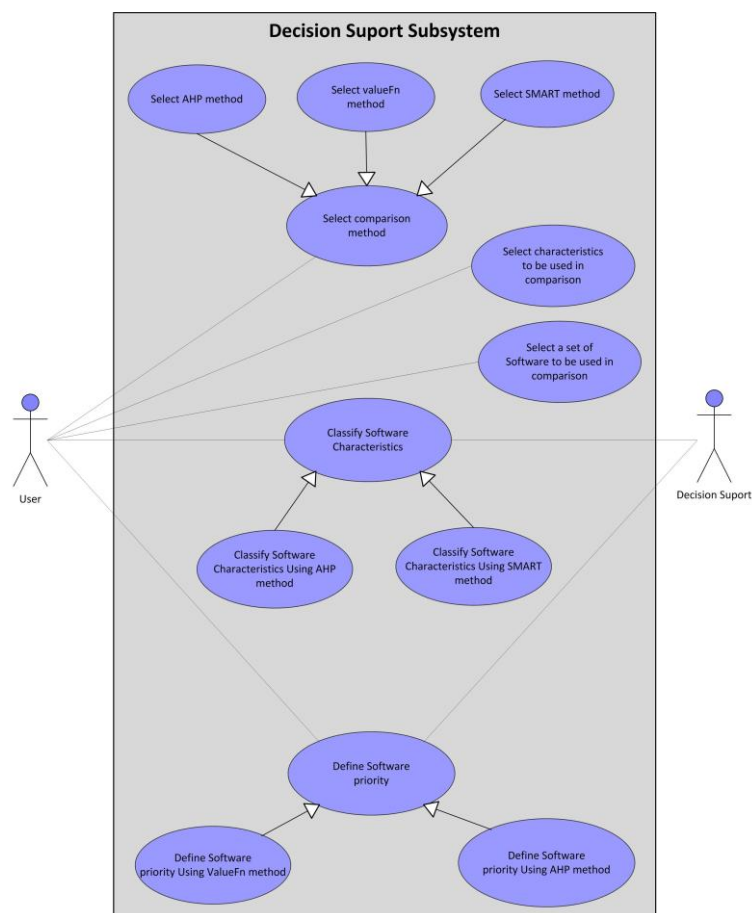 Decision Suport Subsystem
Select AHP method
Select valueFn
method
Select SMART method
Select comparison
method
Select characteristics
to be used in
comparison
Select a set of
Software to be used in
comparison
Classify Software
Characteristics
User
Decision Suport
Classify Software
Characteristics Using AHP
method
Classify Software
Characteristics Using SMART
method
Define Software
priority
Define Software
priority Using ValueFn method
Define Software
priority Using AHP method